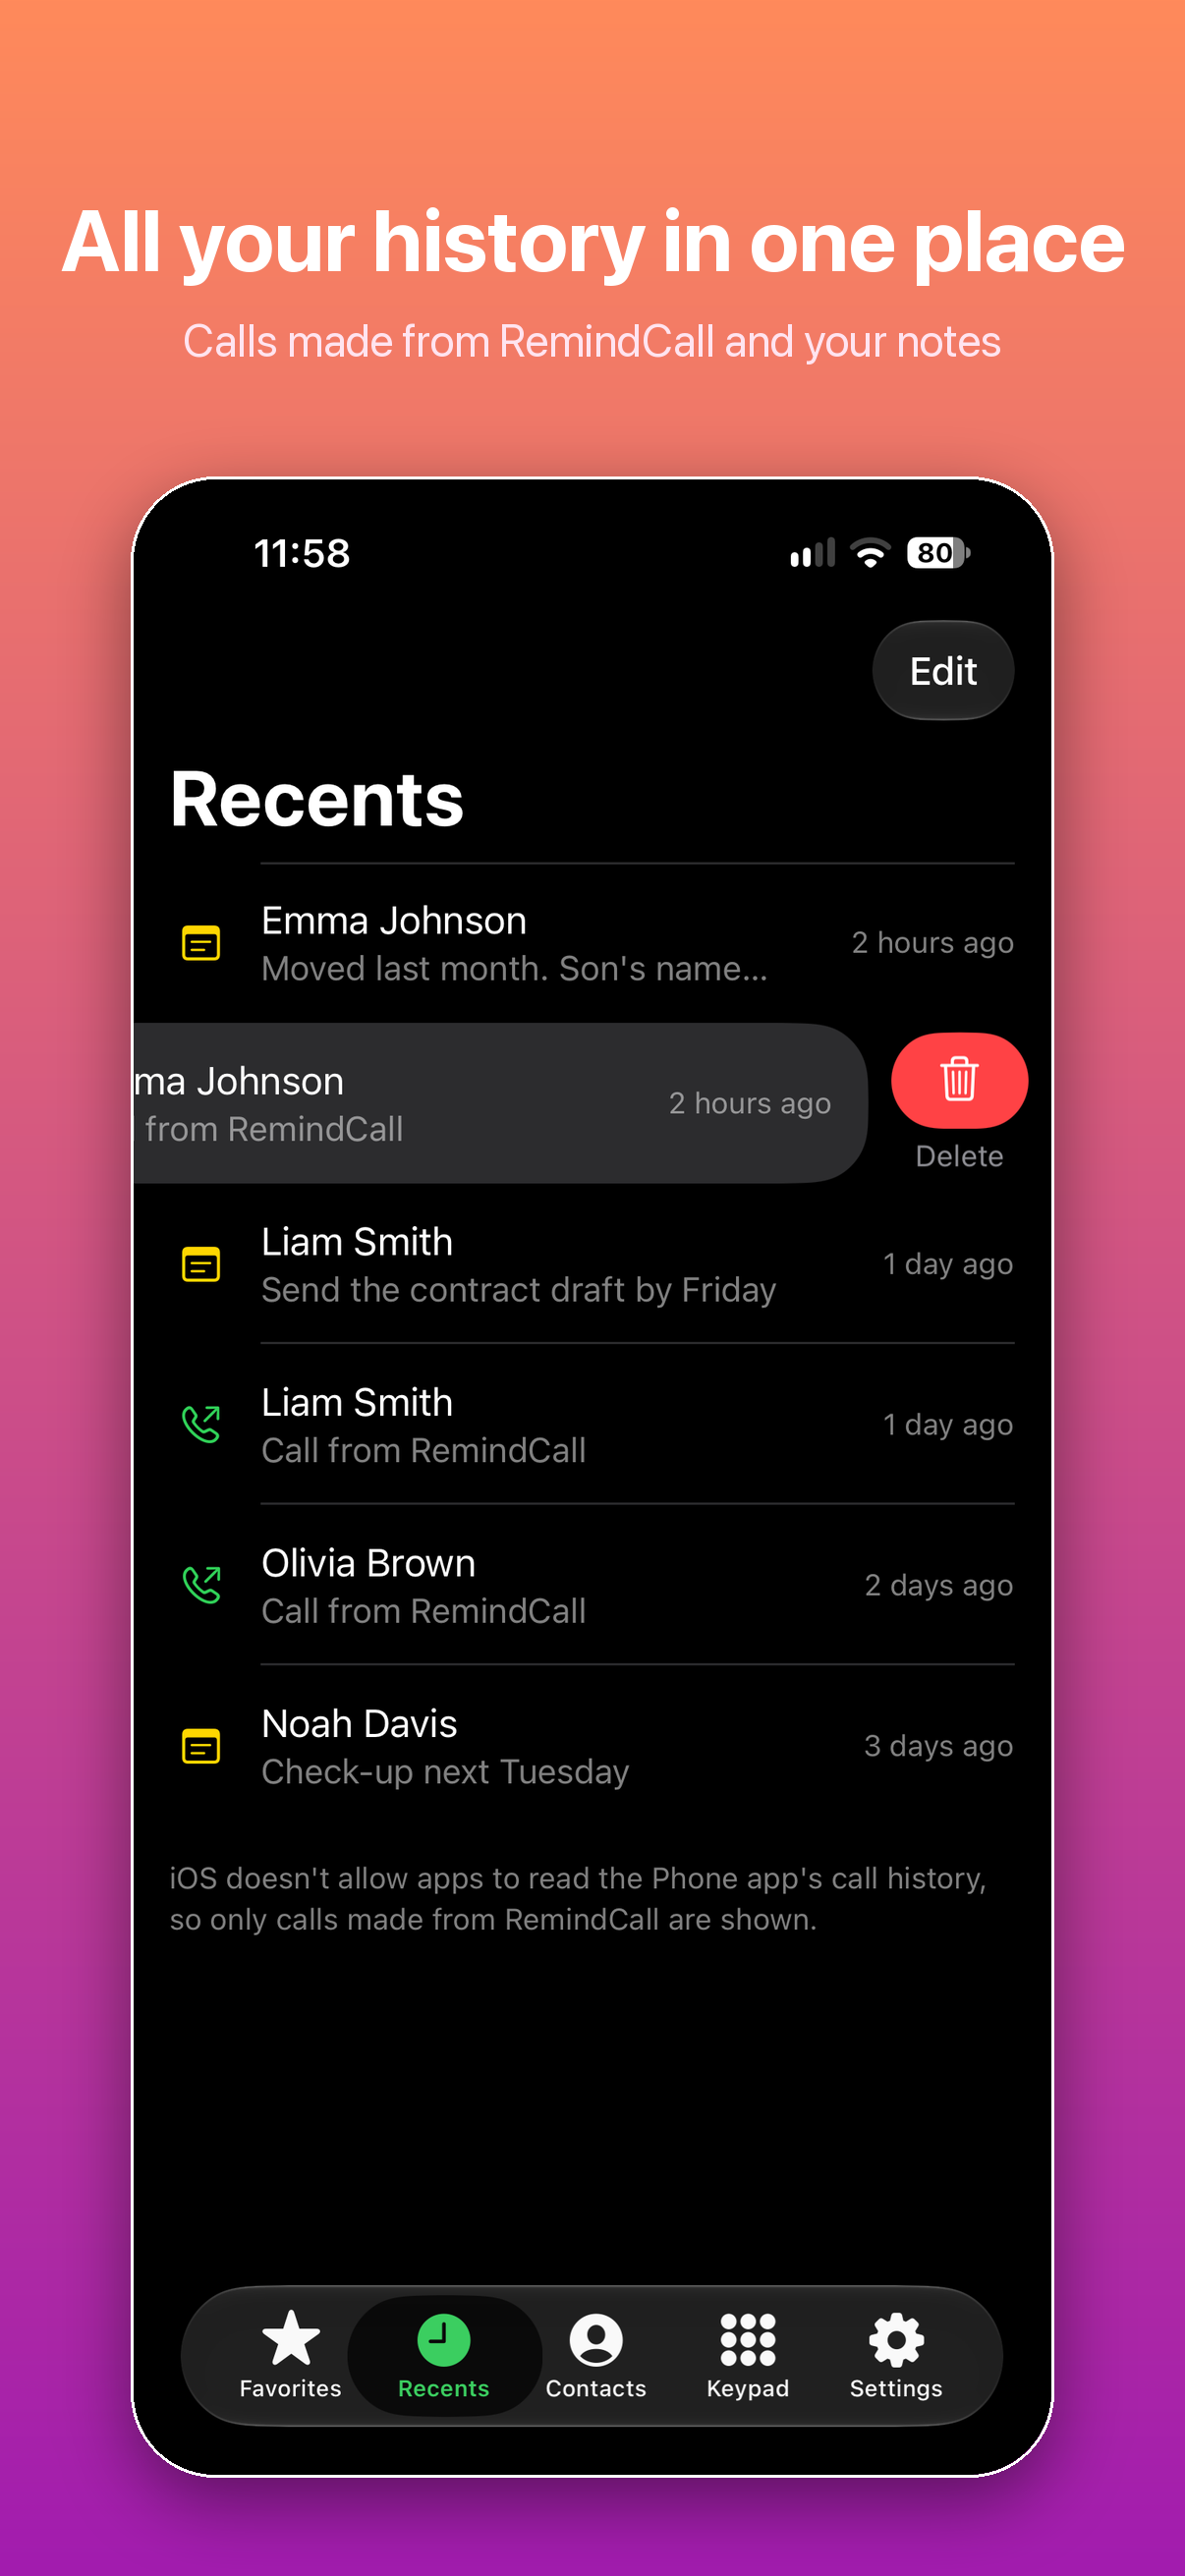 All your history in one place
Calls made from RemindCall and your notes
11:58
80
Edit
Recents
Emma Johnson
Moved last month. Son's name...
2 hours ago
ma Johnson
from RemindCall
2 hours ago
Delete
Liam Smith
Send the contract draft by Friday
1 day ago
Liam Smith
Call from RemindCall
1 day ago
Olivia Brown
Call from RemindCall
2 days ago
Noah Davis
Check-up next Tuesday
3 days ago
iOS doesn't allow apps to read the Phone app's call history,
so only calls made from RemindCall are shown.
Favorites
Recents
Contacts
Keypad
Settings